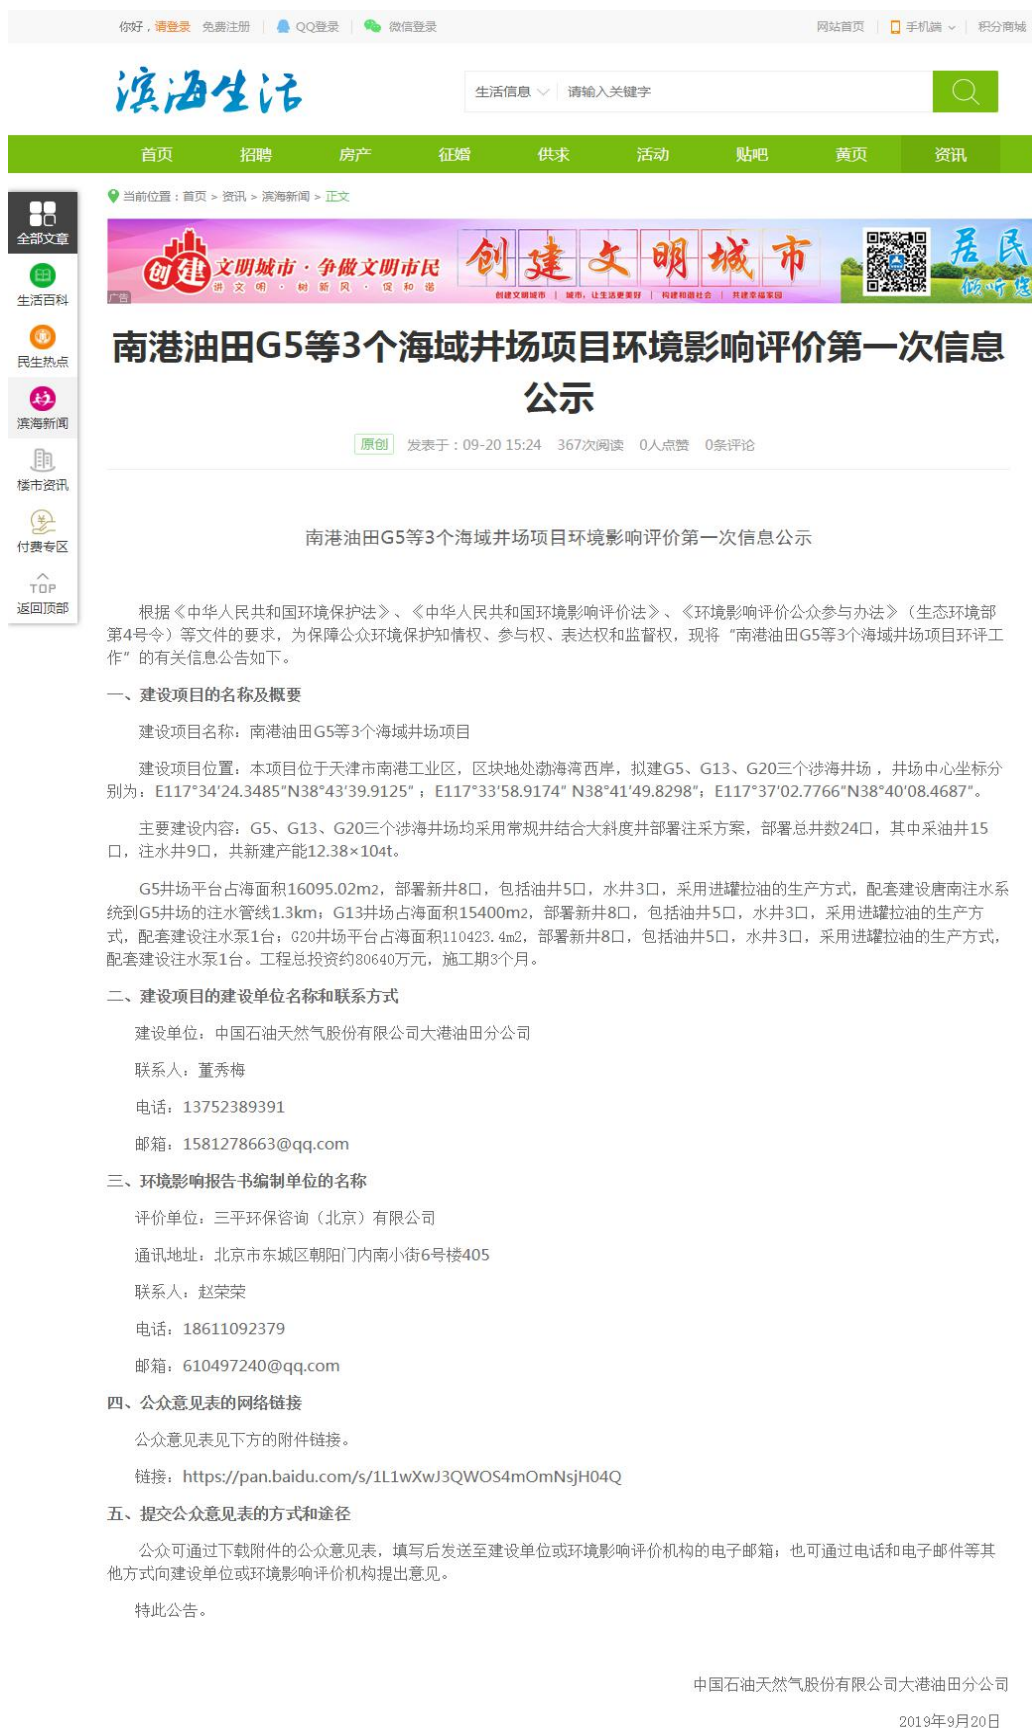 你好，请登录 免费注册 QQ登录 微信登录 网站首页 手机端 积分商城
滨海生活 生活信息 请输入关键字
首页 招聘 房产 征婚 供求 活动 贴吧 黄页 资讯
当前位置：首页 > 资讯 > 滨海新闻 > 正文
全部文章
生活百科
民生热点
滨海新闻
楼市资讯
付费专区
TOP
返回顶部
创建 文明城市·争做文明市民
讲文明·树新风·促和谐
创建文明城市
创建文明城市 | 城市，让生活更美好 | 构建和谐社会 | 共建幸福家园
居民
倾听您
广告
南港油田G5等3个海域井场项目环境影响评价第一次信息
公示
原创 发表于：09-20 15:24 367次阅读 0人点赞 0条评论
南港油田G5等3个海域井场项目环境影响评价第一次信息公示
根据《中华人民共和国环境保护法》、《中华人民共和国环境影响评价法》、《环境影响评价公众参与办法》（生态环境部
第4号令）等文件的要求，为保障公众环境保护知情权、参与权、表达权和监督权，现将“南港油田G5等3个海域井场项目环评工
作”的有关信息公告如下。
一、建设项目的名称及概要
建设项目名称：南港油田G5等3个海域井场项目
建设项目位置：本项目位于天津市南港工业区，区块地处渤海湾西岸，拟建G5、G13、G20三个涉海井场，井场中心坐标分
别为：E117°34′24.3485″N38°43′39.9125″；E117°33′58.9174″ N38°41′49.8298″；E117°37′02.7766″N38°40′08.4687″。
主要建设内容：G5、G13、G20三个涉海井场均采用常规井结合大斜度井部署注采方案，部署总井数24口，其中采油井15
口，注水井9口，共新建产能12.38×104t。
G5井场平台占海面积16095.02m2，部署新井8口，包括油井5口，水井3口，采用进罐拉油的生产方式，配套建设唐南注水系
统到G5井场的注水管线1.3km；G13井场占海面积15400m2，部署新井8口，包括油井5口，水井3口，采用进罐拉油的生产方
式，配套建设注水泵1台；G20井场平台占海面积110423.4m2，部署新井8口，包括油井5口，水井3口，采用进罐拉油的生产方式，
配套建设注水泵1台。工程总投资约80640万元，施工期3个月。
二、建设项目的建设单位名称和联系方式
建设单位：中国石油天然气股份有限公司大港油田分公司
联系人：董秀梅
电话：13752389391
邮箱：1581278663@qq.com
三、环境影响报告书编制单位的名称
评价单位：三平环保咨询（北京）有限公司
通讯地址：北京市东城区朝阳门内南小街6号楼405
联系人：赵荣荣
电话：18611092379
邮箱：610497240@qq.com
四、公众意见表的网络链接
公众意见表见下方的附件链接。
链接：https://pan.baidu.com/s/1L1wXwJ3QWOS4mOmNsjH04Q
五、提交公众意见表的方式和途径
公众可通过下载附件的公众意见表，填写后发送至建设单位或环境影响评价机构的电子邮箱；也可通过电话和电子邮件等其
他方式向建设单位或环境影响评价机构提出意见。
特此公告。
中国石油天然气股份有限公司大港油田分公司
2019年9月20日